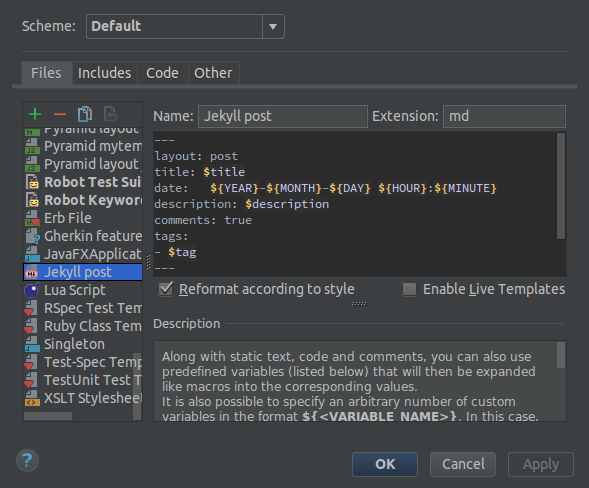 Scheme: Default
Files Includes Code Other
Name: Jekyll post Extension: md
Pyramid layout
Pyramid mytem
Pyramid layout
Robot Test Sui
Robot Keyword
Erb File
Gherkin feature
JavaFXApplicat
Jekyll post
Lua Script
RSpec Test Tem
Ruby Class Tem
Singleton
Test-Spec Temp
TestUnit Test T
XSLT Stylesheet
---
layout: post
title: $title
date:   ${YEAR}-${MONTH}-${DAY} ${HOUR}:${MINUTE}
description: $description
comments: true
tags:
- $tag
---
Reformat according to style Enable Live Templates
Description
Along with static text, code and comments, you can also use
predefined variables (listed below) that will then be expanded
like macros into the corresponding values.
It is also possible to specify an arbitrary number of custom
variables in the format ${<VARIABLE_NAME>}. In this case,
? OK Cancel Apply